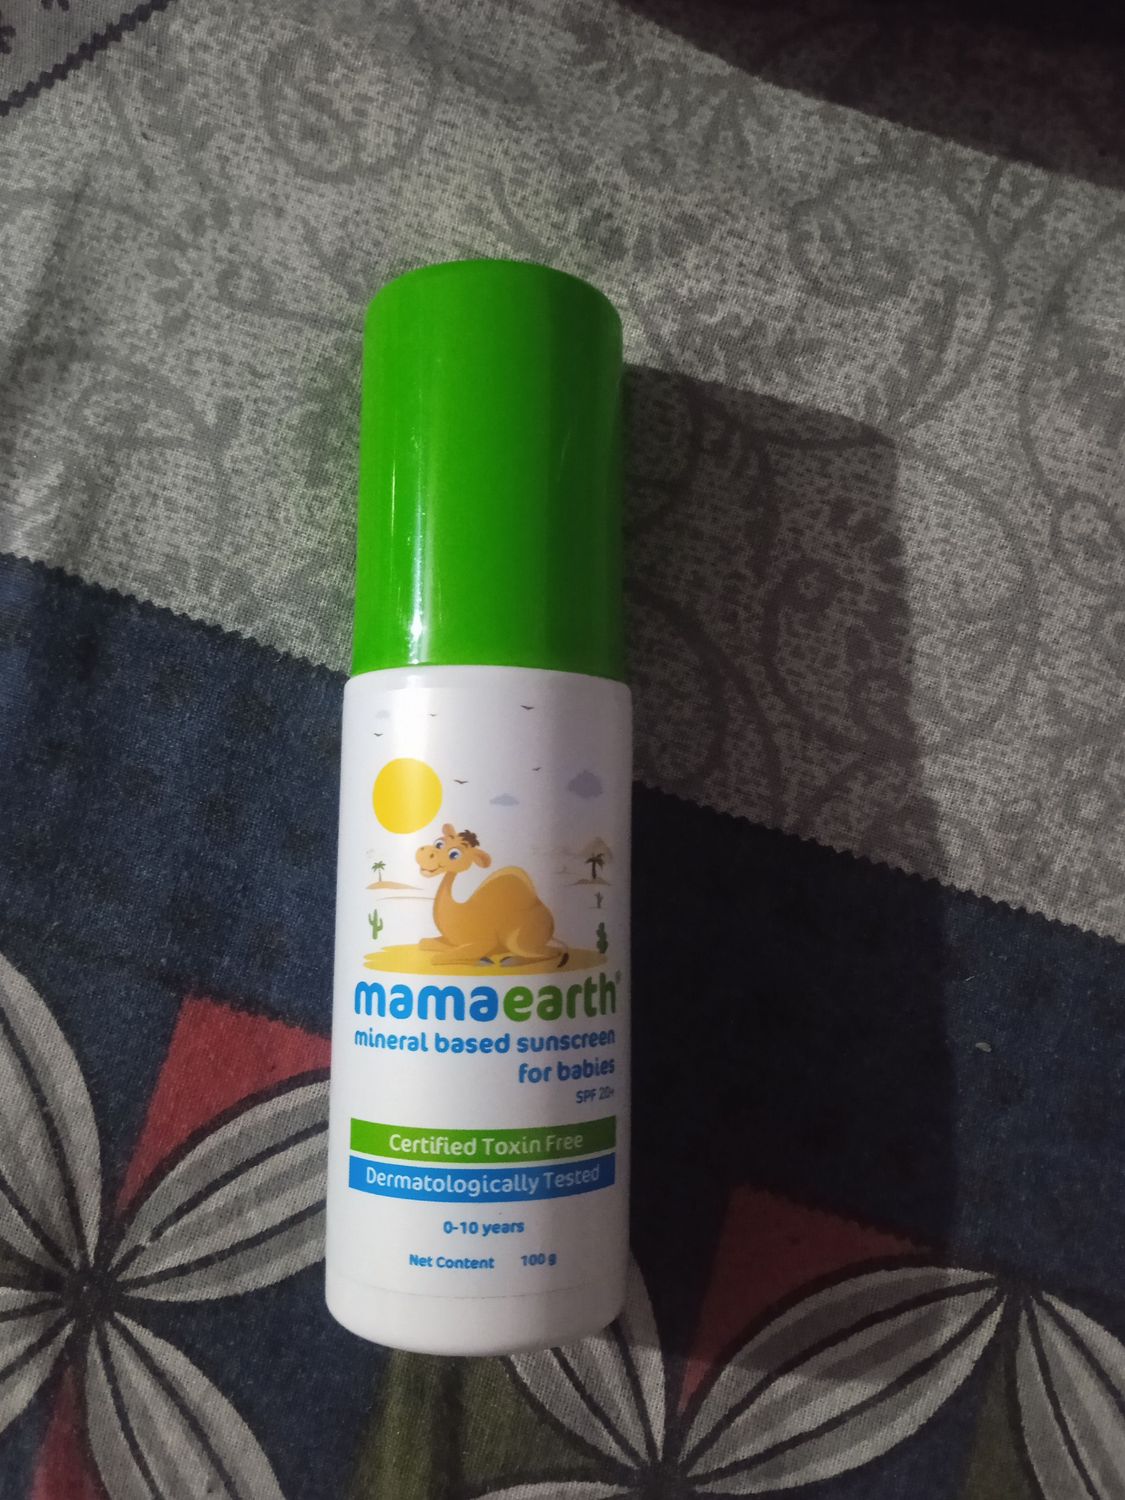 mamaearth®
mineral based sunscreen
for babies
SPF 20+
Certified Toxin Free
Dermatologically Tested
0-10 years
Net Content 100 g